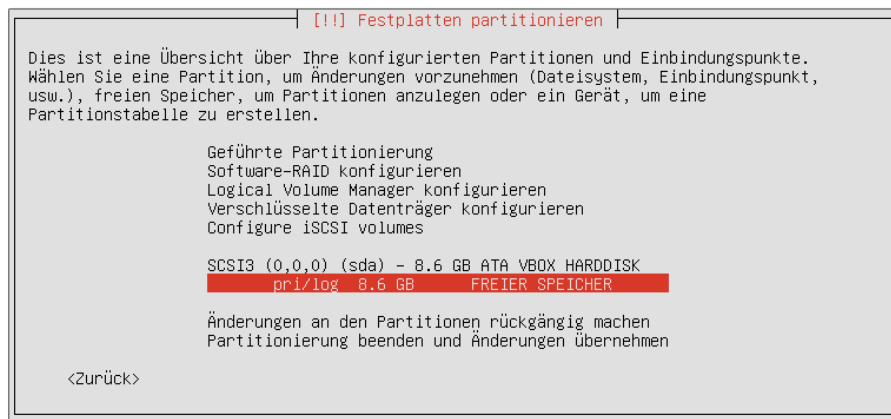 [!!] Festplatten partitionieren
Dies ist eine Übersicht über Ihre konfigurierten Partitionen und Einbindungspunkte.
Wählen Sie eine Partition, um Änderungen vorzunehmen (Dateisystem, Einbindungspunkt,
usw.), freien Speicher, um Partitionen anzulegen oder ein Gerät, um eine
Partitionstabelle zu erstellen.
Geführte Partitionierung
Software-RAID konfigurieren
Logical Volume Manager konfigurieren
Verschlüsselte Datenträger konfigurieren
Configure iSCSI volumes
SCSI3 (0,0,0) (sda) - 8.6 GB ATA VBOX HARDDISK
pri/log 8.6 GB FREIER SPEICHER
Änderungen an den Partitionen rückgängig machen
Partitionierung beenden und Änderungen übernehmen
<Zurück>